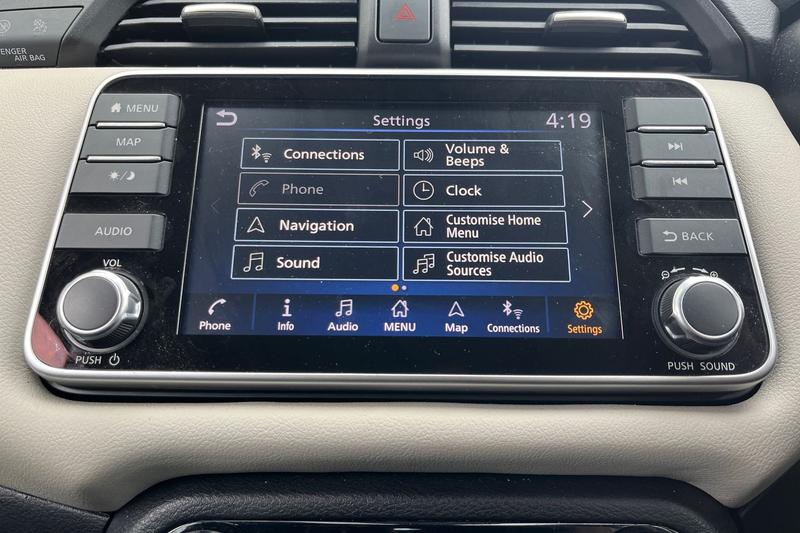 ENGER
AIR BAG
MENU
MAP
AUDIO
VOL
PUSH
Settings
4:19
Connections
Volume &
Beeps
Phone
Clock
Navigation
Customise Home
Menu
Sound
Customise Audio
Sources
Phone
Info
Audio
MENU
Map
Connections
Settings
BACK
PUSH SOUND